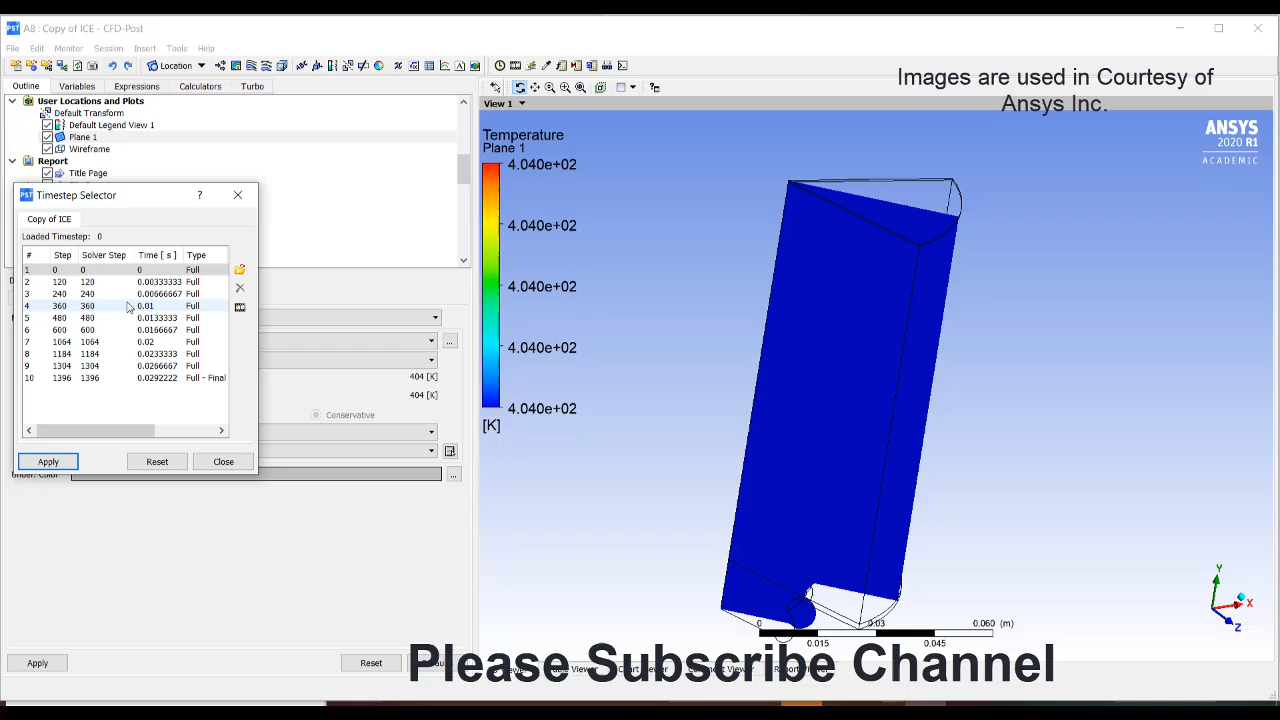 A8 : Copy of ICE - CFD-Post
File Edit Monitor Session Insert Tools Help
Location
Outline Variables Expressions Calculators Turbo
User Locations and Plots
Default Transform
Default Legend View 1
Plane 1
Wireframe
Report
Title Page
Timestep Selector
Copy of ICE
Loaded Timestep: 0
# Step Solver Step Time [ s ] Type
1 0 0 0 Full
2 120 120 0.00333333 Full
3 240 240 0.00666667 Full
4 360 360 0.01 Full
5 480 480 0.0133333 Full
6 600 600 0.0166667 Full
7 1064 1064 0.02 Full
8 1184 1184 0.0233333 Full
9 1304 1304 0.0266667 Full
10 1396 1396 0.0292222 Full - Final
Apply Reset Close
404 [K]
404 [K]
Conservative
Under. Color
Apply Reset
View 1
Images are used in Courtesy of
Ansys Inc.
ANSYS
2020 R1
ACADEMIC
Temperature
Plane 1
4.040e+02
4.040e+02
4.040e+02
4.040e+02
4.040e+02
[K]
0 0.03 0.060 (m)
0.015 0.045
Y
X
Z
Please Subscribe Channel